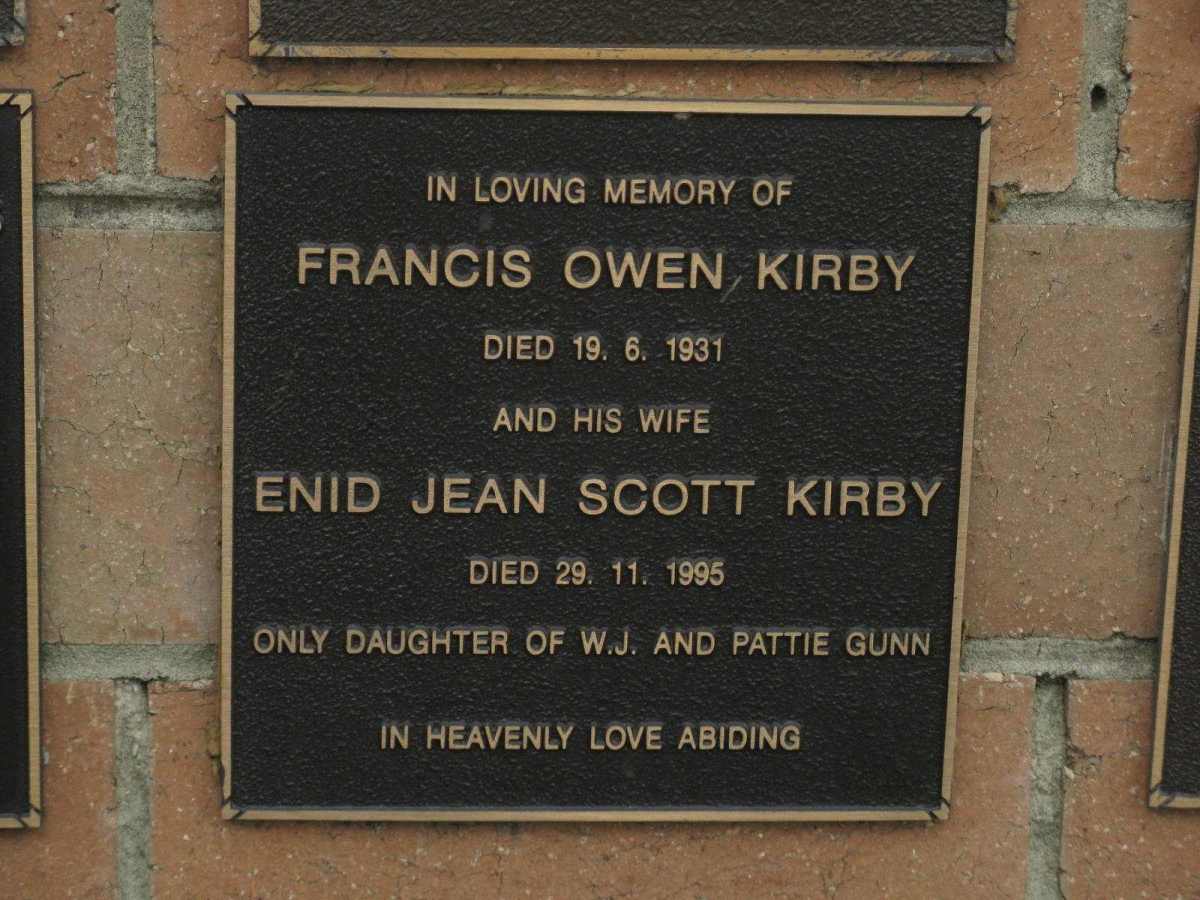 IN LOVING MEMORY OF
FRANCIS OWEN KIRBY
DIED 19. 6. 1931
AND HIS WIFE
ENID JEAN SCOTT KIRBY
DIED 29. 11. 1995
ONLY DAUGHTER OF W.J. AND PATTIE GUNN
IN HEAVENLY LOVE ABIDING